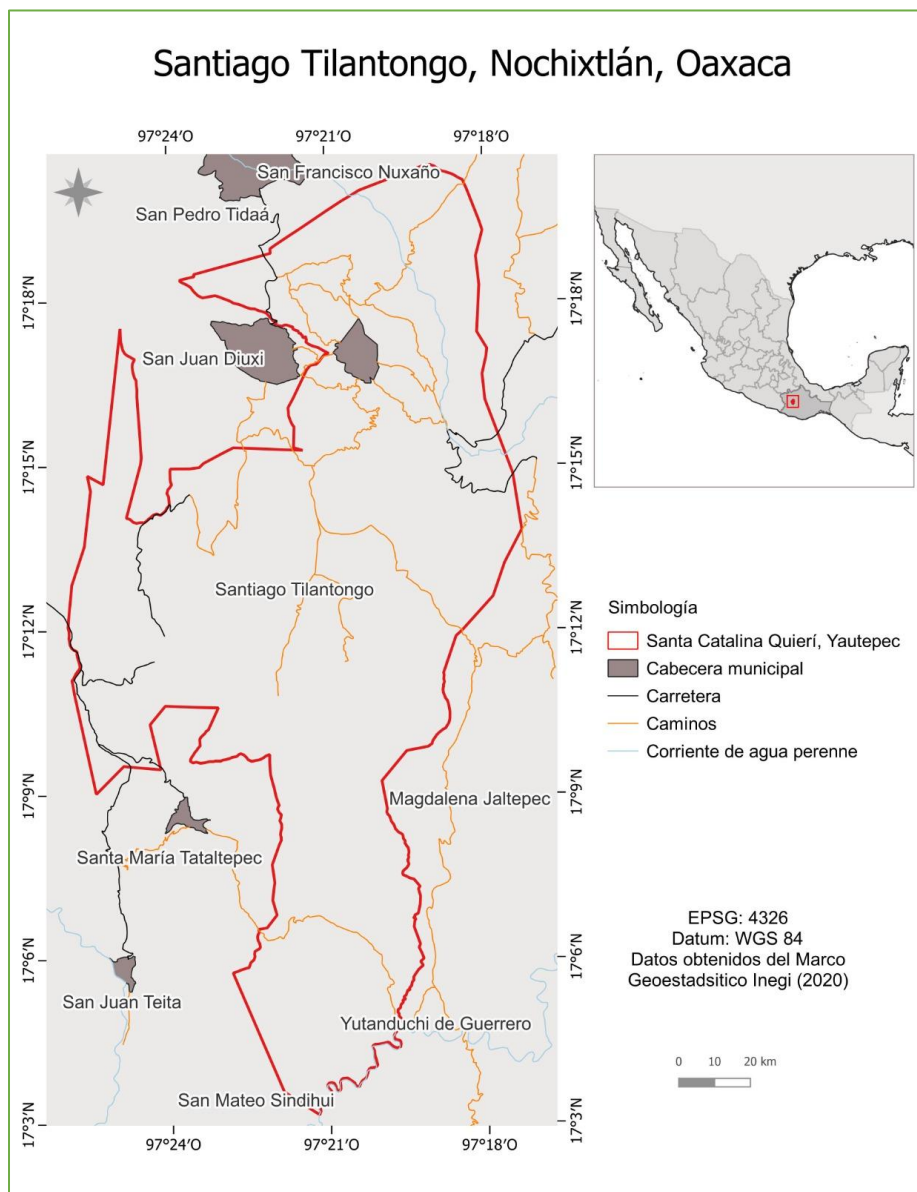 Santiago Tilantongo, Nochixtlán, Oaxaca
97°24'O
97°21'O
97°18'O
San Francisco Nuxaño
San Pedro Tidaá
17°18'N
17°18'N
San Juan Diuxi
17°15'N
17°15'N
Santiago Tilantongo
17°12'N
17°12'N
Simbología
Santa Catalina Quierí, Yautepec
Cabecera municipal
Carretera
Caminos
Corriente de agua perenne
17°9'N
17°9'N
Magdalena Jaltepec
Santa María Tataltepec
17°6'N
17°6'N
San Juan Teita
Yutanduchi de Guerrero
San Mateo Sindihui
17°3'N
17°3'N
97°24'O
97°21'O
97°18'O
EPSG: 4326
Datum: WGS 84
Datos obtenidos del Marco
Geoestadsitico Inegi (2020)
0 10 20 km